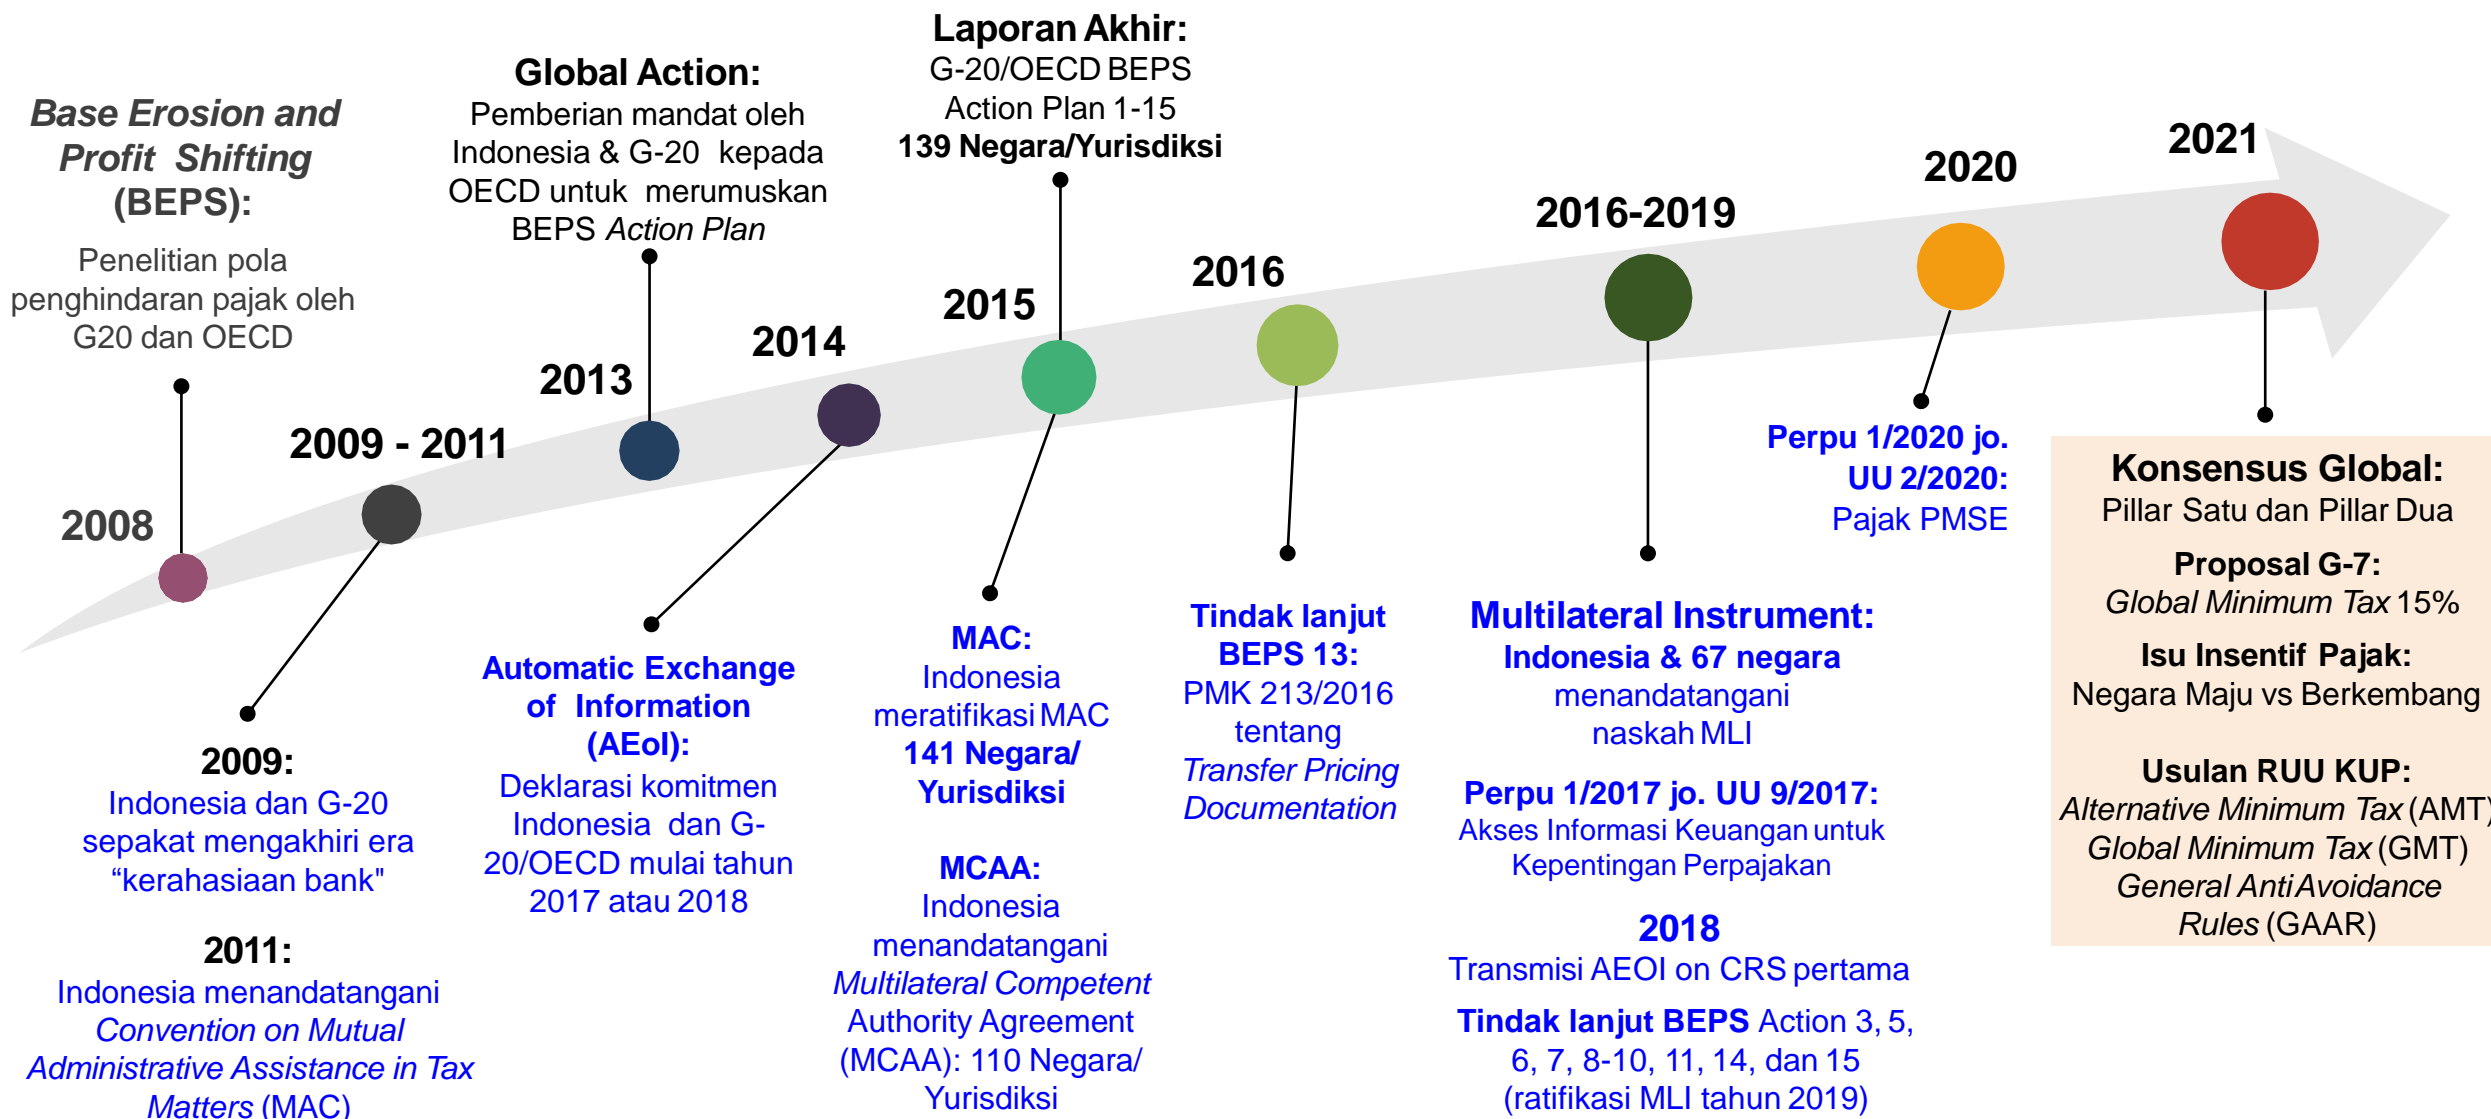 Base Erosion and
Profit Shifting
(BEPS):
Penelitian pola
penghindaran pajak oleh
G20 dan OECD
2008
2009 - 2011
2009:
Indonesia dan G-20
sepakat mengakhiri era
“kerahasiaan bank"
2011:
Indonesia menandatangani
Convention on Mutual
Administrative Assistance in Tax
Matters (MAC)
Global Action:
Pemberian mandat oleh
Indonesia & G-20 kepada
OECD untuk merumuskan
BEPS Action Plan
2013
2014
Automatic Exchange
of Information
(AEoI):
Deklarasi komitmen
Indonesia dan G-
20/OECD mulai tahun
2017 atau 2018
Laporan Akhir:
G-20/OECD BEPS
Action Plan 1-15
139 Negara/Yurisdiksi
2015
MAC:
Indonesia
meratifikasi MAC
141 Negara/
Yurisdiksi
MCAA:
Indonesia
menandatangani
Multilateral Competent
Authority Agreement
(MCAA): 110 Negara/
Yurisdiksi
2016
Tindak lanjut
BEPS 13:
PMK 213/2016
tentang
Transfer Pricing
Documentation
2016-2019
Multilateral Instrument:
Indonesia & 67 negara
menandatangani
naskah MLI
Perpu 1/2017 jo. UU 9/2017:
Akses Informasi Keuangan untuk
Kepentingan Perpajakan
2018
Transmisi AEOI on CRS pertama
Tindak lanjut BEPS Action 3, 5,
6, 7, 8-10, 11, 14, dan 15
(ratifikasi MLI tahun 2019)
2020
Perpu 1/2020 jo.
UU 2/2020:
Pajak PMSE
2021
Konsensus Global:
Pillar Satu dan Pillar Dua
Proposal G-7:
Global Minimum Tax 15%
Isu Insentif Pajak:
Negara Maju vs Berkembang
Usulan RUU KUP:
Alternative Minimum Tax (AMT)
Global Minimum Tax (GMT)
General Anti Avoidance
Rules (GAAR)